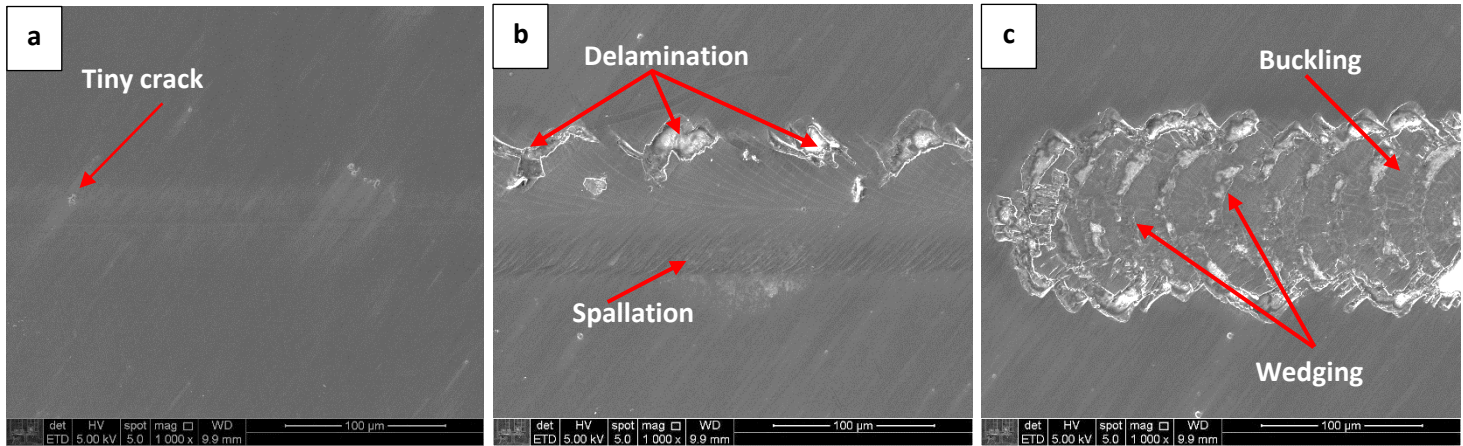 a
Tiny crack
det HV spot mag □ WD
ETD 5.00 kV 5.0 1 000 x 9.9 mm
100 µm
b
Delamination
Spallation
det HV spot mag □ WD
ETD 5.00 kV 5.0 1 000 x 9.9 mm
100 µm
c
Buckling
Wedging
det HV spot mag □ WD
ETD 5.00 kV 5.0 1 000 x 9.9 mm
100 µm